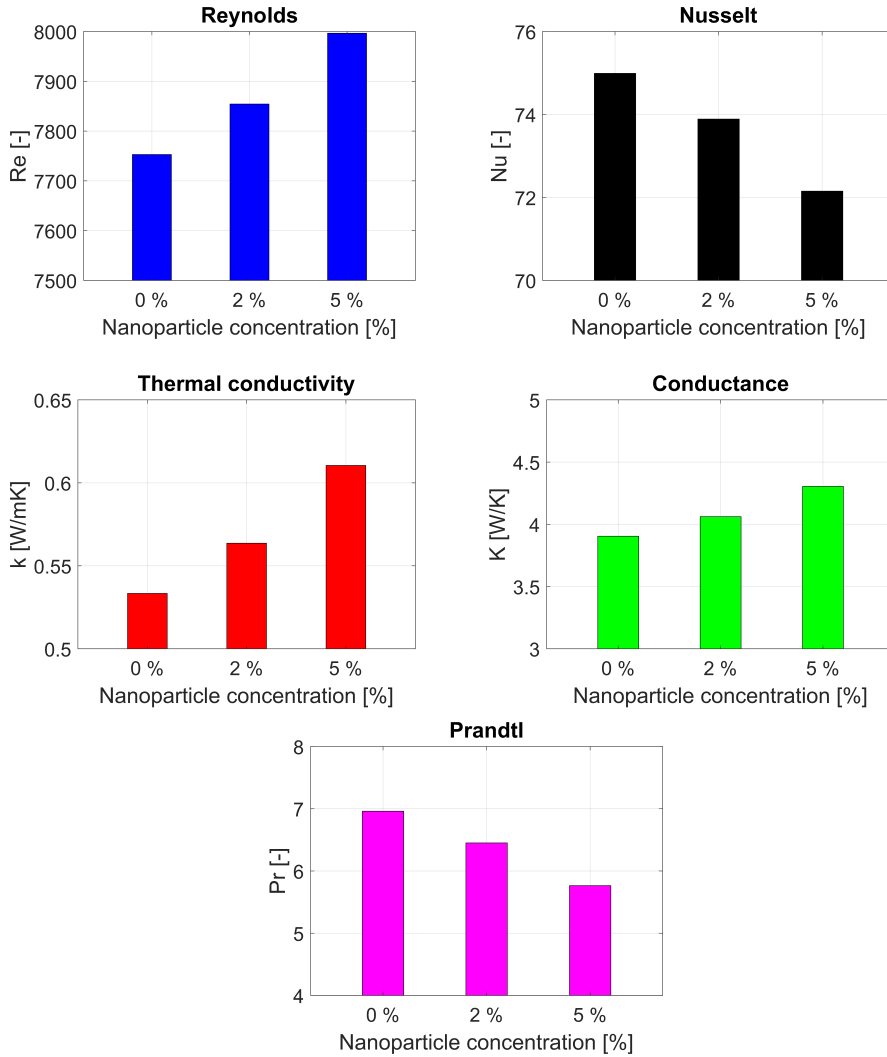 Reynolds
8000
7900
7800
7700
7600
7500
Re [-]
0 %
2 %
5 %
Nanoparticle concentration [%]
Nusselt
76
74
72
70
Nu [-]
0 %
2 %
5 %
Nanoparticle concentration [%]
Thermal conductivity
0.65
0.6
0.55
0.5
k [W/mK]
0 %
2 %
5 %
Nanoparticle concentration [%]
Conductance
5
4.5
4
3.5
3
K [W/K]
0 %
2 %
5 %
Nanoparticle concentration [%]
Prandtl
8
7
6
5
4
Pr [-]
0 %
2 %
5 %
Nanoparticle concentration [%]